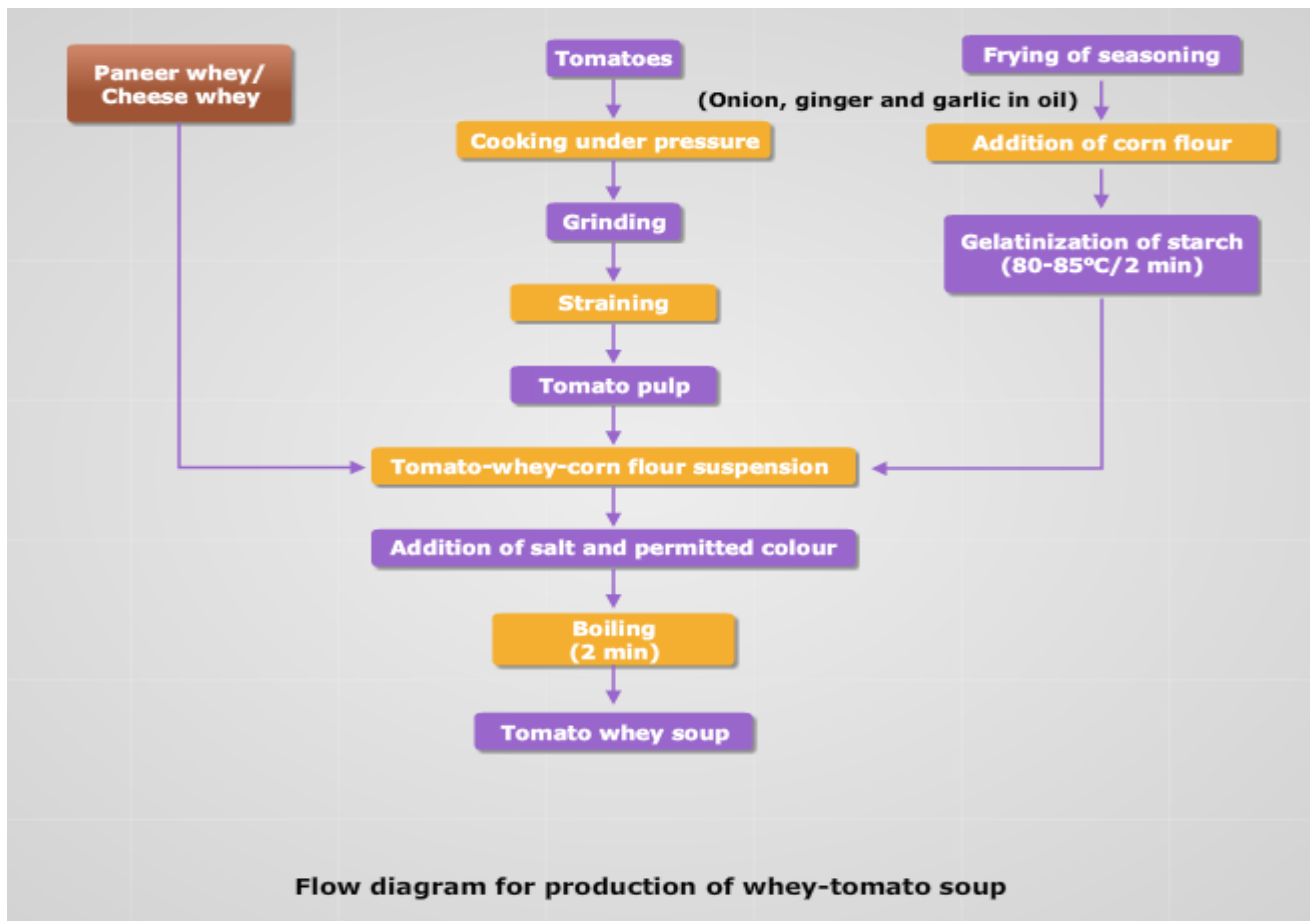 Paneer whey/
Cheese whey
Tomatoes
Frying of seasoning
(Onion, ginger and garlic in oil)
Cooking under pressure
Addition of corn flour
Grinding
Gelatinization of starch
(80-85ºC/2 min)
Straining
Tomato pulp
Tomato-whey-corn flour suspension
Addition of salt and permitted colour
Boiling
(2 min)
Tomato whey soup
Flow diagram for production of whey-tomato soup